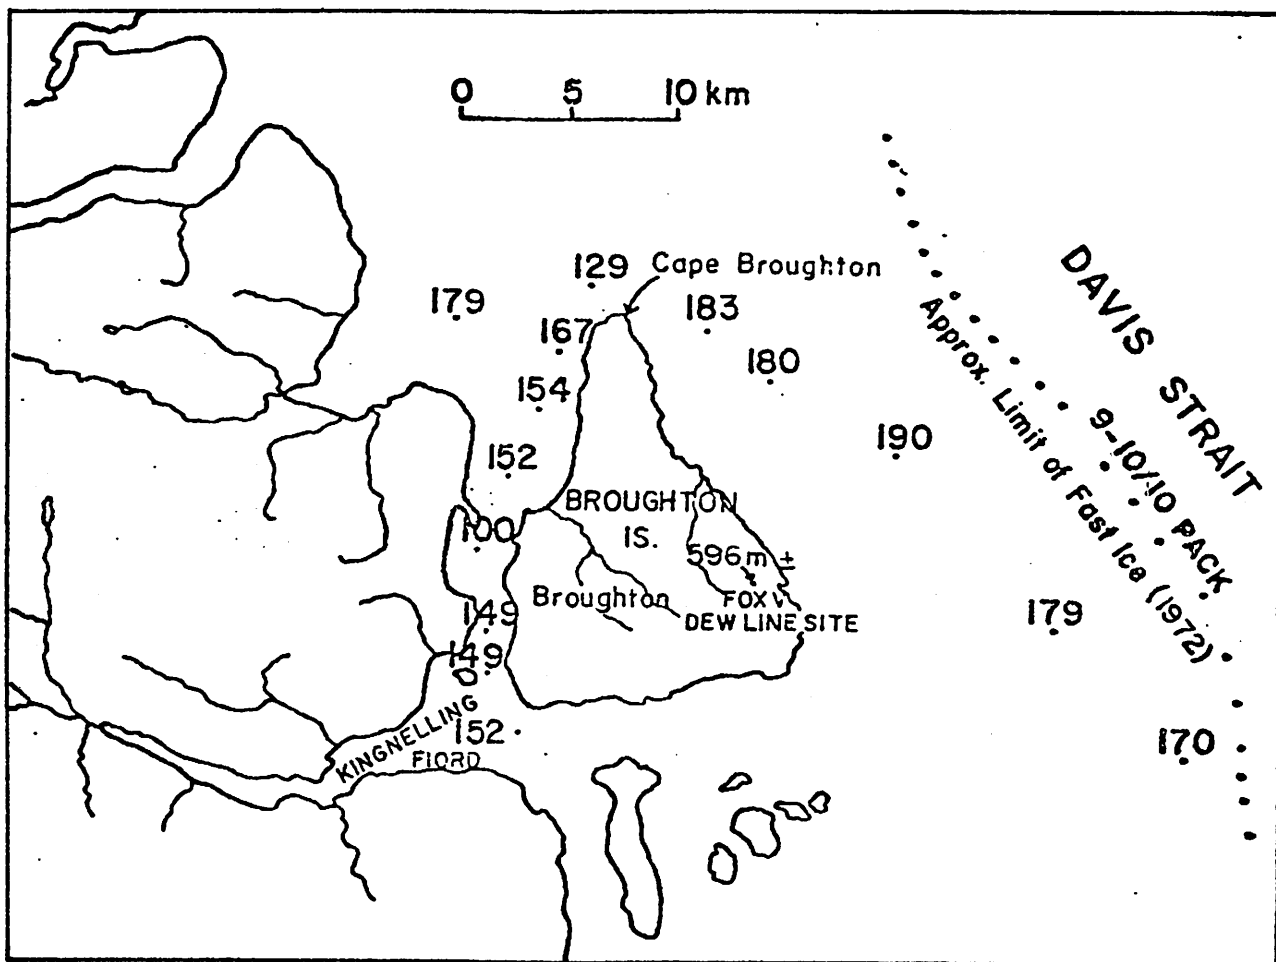 0 5 10 km
DAVIS STRAIT
129
Cape Broughton
179
183
167
180
154
Approx. Limit of Fast Ice (1972)
9-10/10 PACK
190
152
BROUGHTON
IS.
100
596m ±
Broughton
FOX V
DEW LINE SITE
149
179
149
KINGNELLING
FIORD
152
170